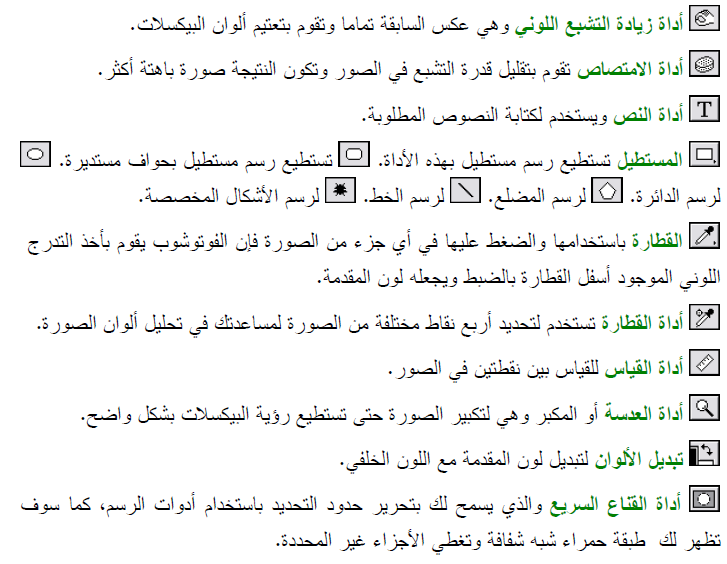 أداة زيادة التشبع اللوني وهي عكس السابقة تماما وتقوم بتعتيم ألوان البيكسلات.
أداة الامتصاص تقوم بتقليل قدرة التشبع في الصور وتكون النتيجة صورة باهتة أكثر.
T أداة النص ويستخدم لكتابة النصوص المطلوبة.
المستطيل تستطيع رسم مستطيل بهذه الأداة. تستطيع رسم مستطيل بحواف مستديرة.
لرسم الدائرة. لرسم المضلع. لرسم الخط. لرسم الأشكال المخصصة.
القطارة باستخدامها والضغط عليها في أي جزء من الصورة فإن الفوتوشوب يقوم بأخذ التدرج
اللوني الموجود أسفل القطارة بالضبط ويجعله لون المقدمة.
أداة القطارة تستخدم لتحديد أربع نقاط مختلفة من الصورة لمساعدتك في تحليل ألوان الصورة.
أداة القياس للقياس بين نقطتين في الصور.
أداة العدسة أو المكبر وهي لتكبير الصورة حتى تستطيع رؤية البيكسلات بشكل واضح.
تبديل الألوان لتبديل لون المقدمة مع اللون الخلفي.
أداة القناع السريع والذي يسمح لك بتحرير حدود التحديد باستخدام أدوات الرسم، كما سوف
تظهر لك طبقة حمراء شبه شفافة وتغطي الأجزاء غير المحددة.